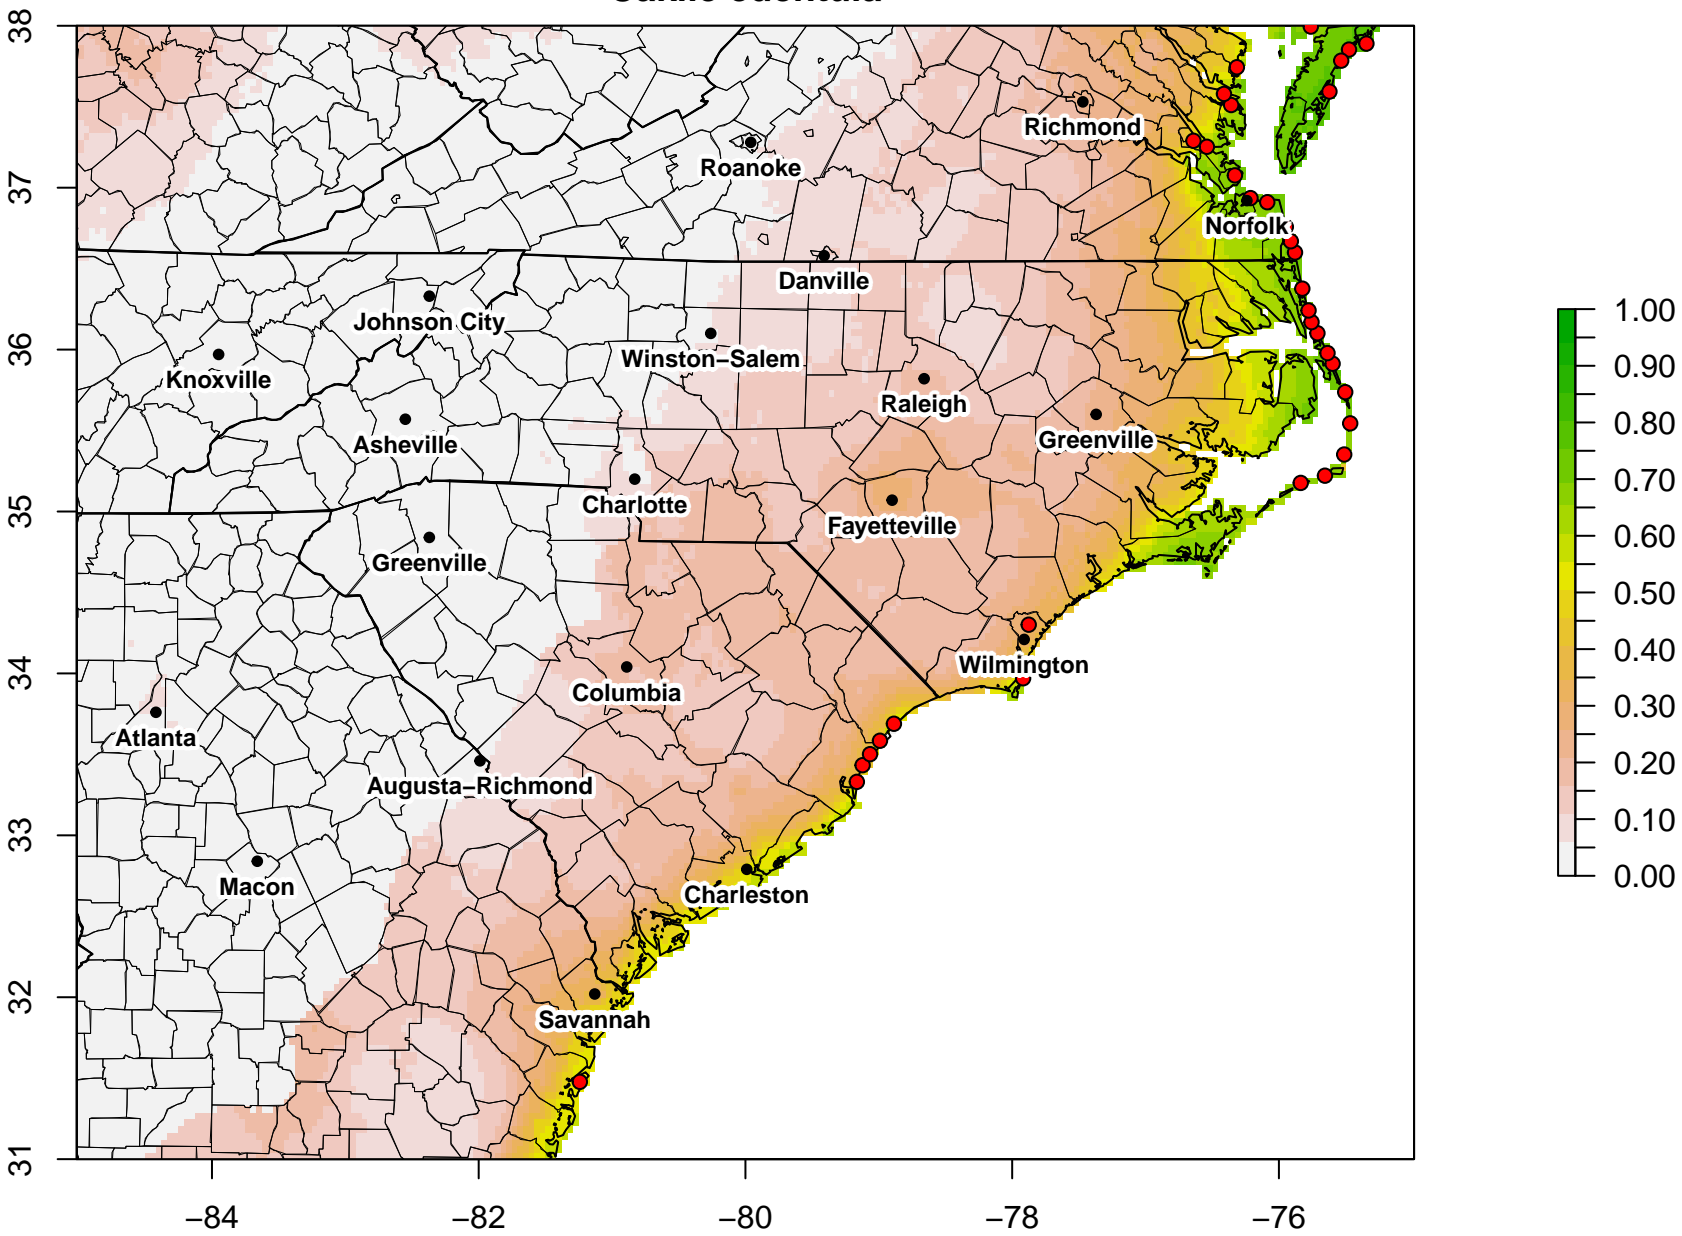 38
37
36
35
34
33
32
31
Richmond
Roanoke
Norfolk
Danville
Johnson City
Winston–Salem
Knoxville
Raleigh
Asheville
Greenville
Charlotte
Fayetteville
Greenville
Wilmington
Columbia
Atlanta
Augusta–Richmond
Macon
Charleston
Savannah
−84
−82
−80
−78
−76
1.00
0.90
0.80
0.70
0.60
0.50
0.40
0.30
0.20
0.10
0.00